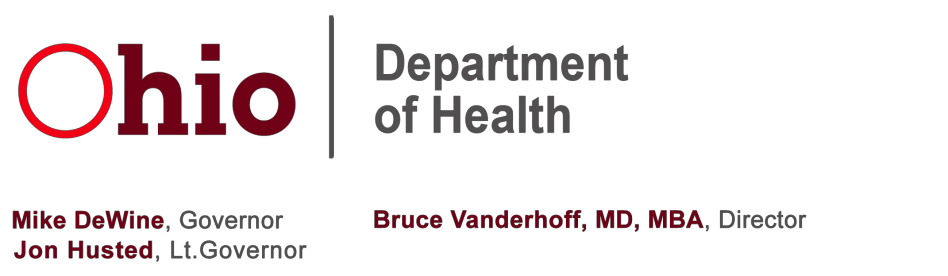 Ohio
Department
of Health
Mike DeWine, Governor
Jon Husted, Lt.Governor
Bruce Vanderhoff, MD, MBA, Director